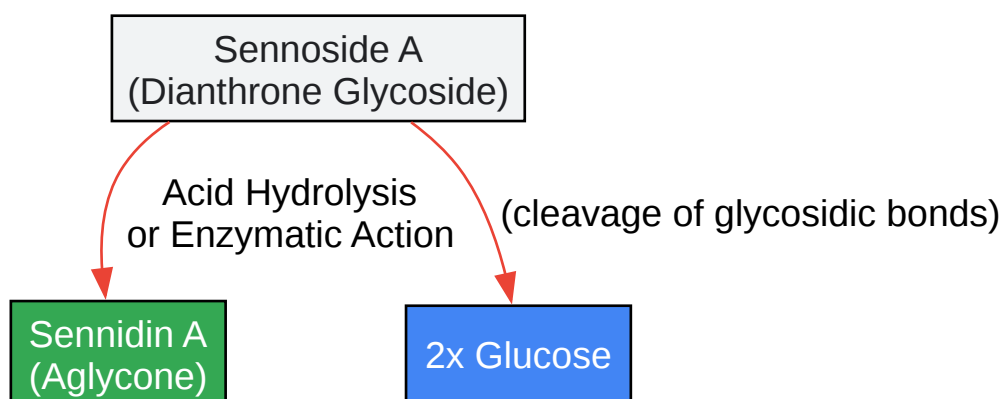 Sennoside A
(Dianthrone Glycoside)
Acid Hydrolysis
or Enzymatic Action
(cleavage of glycosidic bonds)
Sennidin A
(Aglycone)
2x Glucose